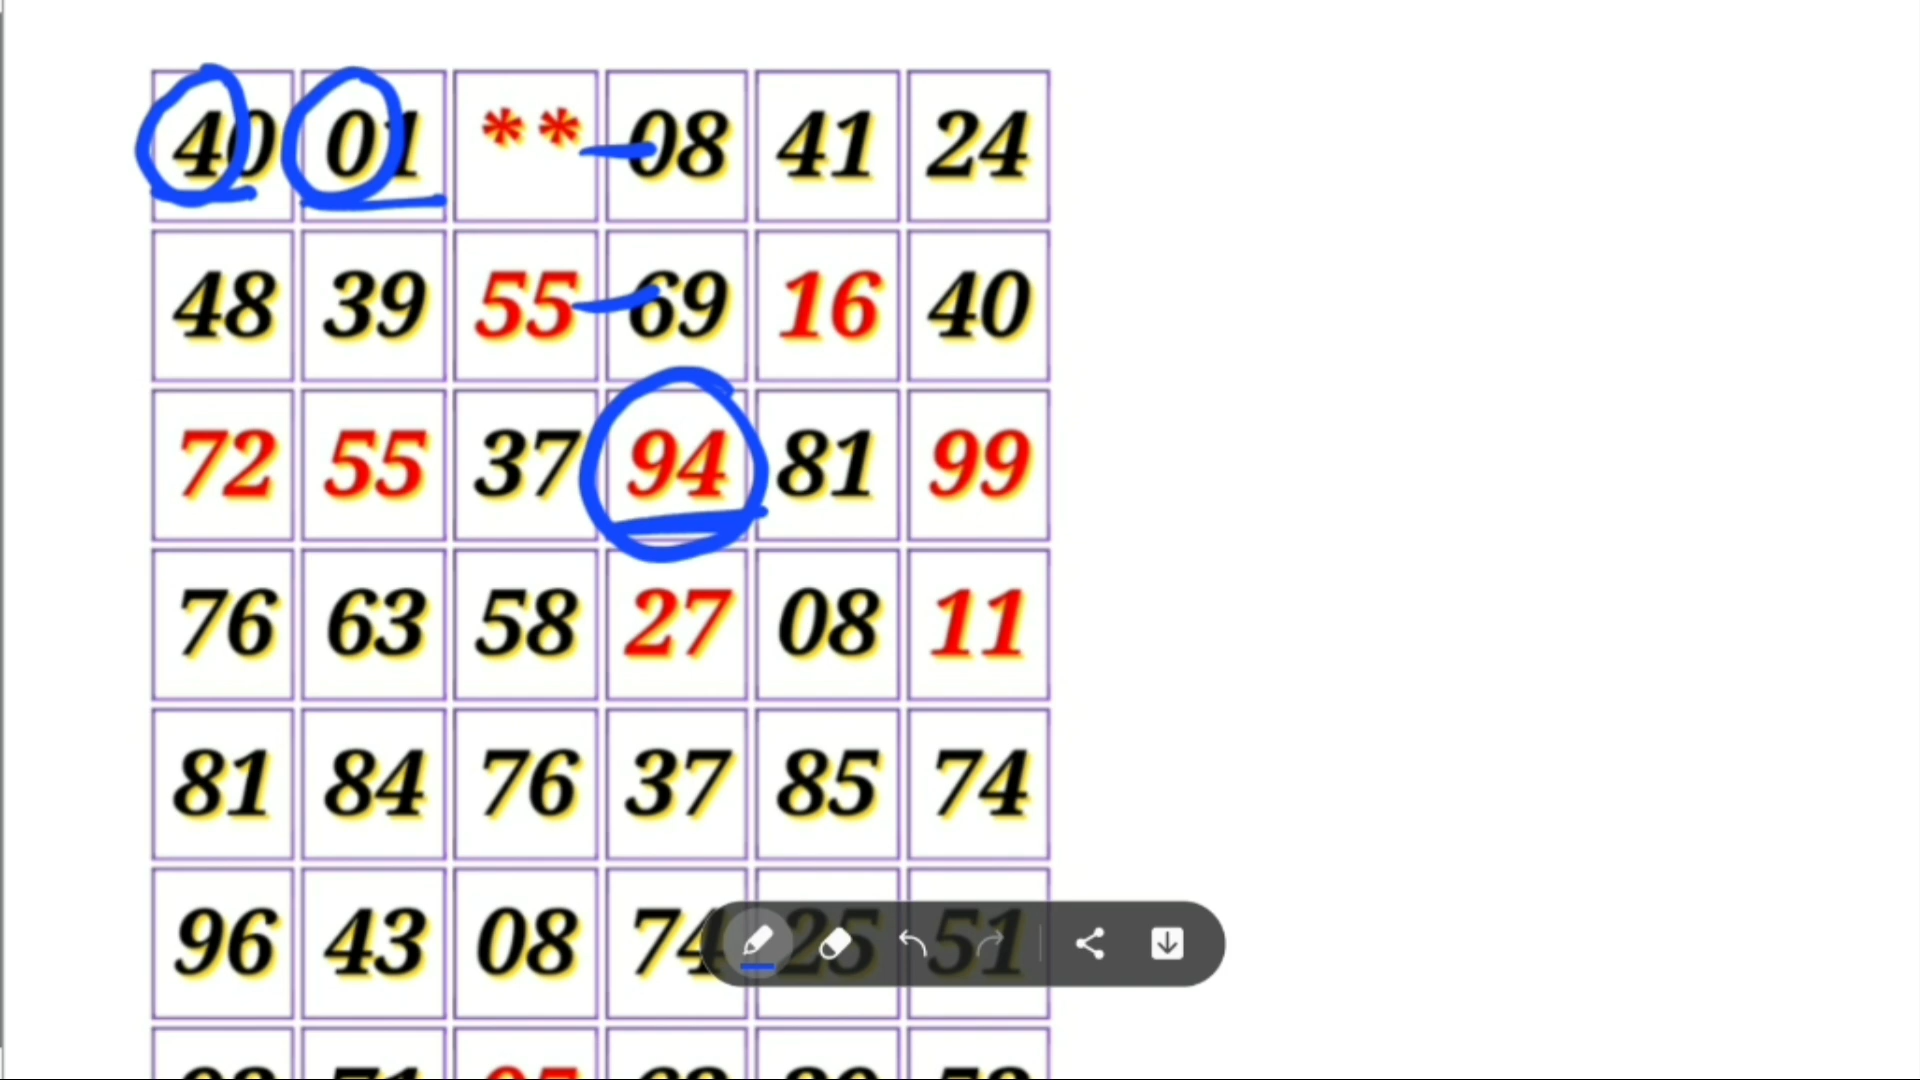 40 01 ** 08 41 24
48 39 55 69 16 40
72 55 37 94 81 99
76 63 58 27 08 11
81 84 76 37 85 74
96 43 08 74 25 51